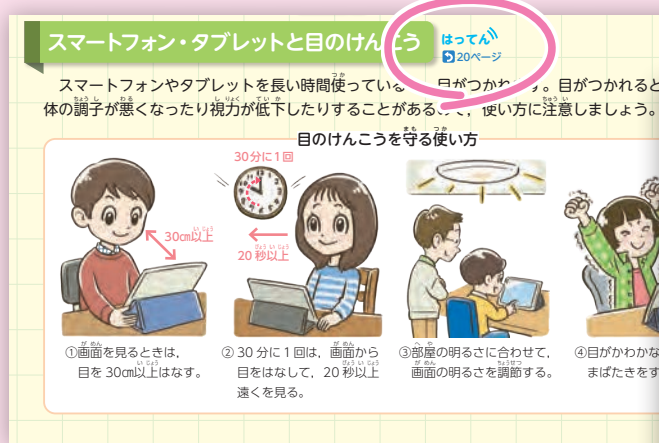 スマートフォン・タブレットと目のけんこう
はってん
20ページ
スマートフォンやタブレットを長い時間使っている 目がつかれ 。目がつかれると
体の調子が悪くなったり視力が低下したりすることがある ，使い方に注意しましょう。
目のけんこうを守る使い方
30cm以上
30分に1回
20秒以上
①画面を見るときは，
目を30cm以上はなす。
②30分に1回は，画面から
目をはなして，20秒以上
遠くを見る。
③部屋の明るさに合わせて，
画面の明るさを調節する。
④目がかわかな
まばたきをす